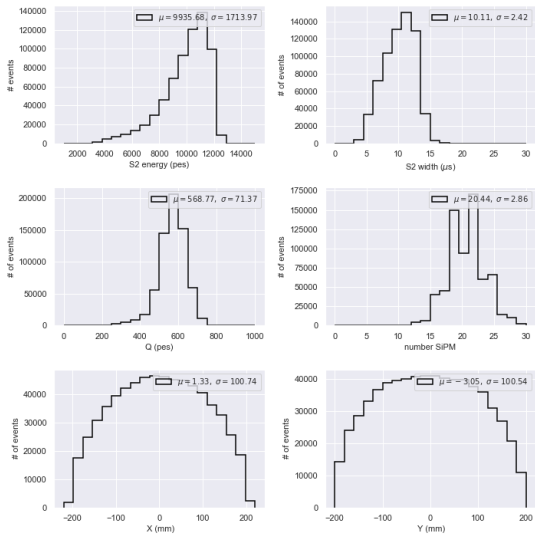 μ = 9935.68, σ = 1713.97
# of events
140000
120000
100000
80000
60000
40000
20000
0
2000 4000 6000 8000 10000 12000 14000
S2 energy (pes)
μ = 10.11, σ = 2.42
# of events
140000
120000
100000
80000
60000
40000
20000
0
0 5 10 15 20 25 30
S2 width (μs)
μ = 568.77, σ = 71.37
# of events
200000
150000
100000
50000
0
0 200 400 600 800 1000
Q (pes)
μ = 20.44, σ = 2.86
# of events
175000
150000
125000
100000
75000
50000
25000
0
0 5 10 15 20 25 30
number SiPM
μ = 1.33, σ = 100.74
# of events
40000
30000
20000
10000
0
−200 −100 0 100 200
X (mm)
μ = −3.05, σ = 100.54
# of events
40000
30000
20000
10000
0
−200 −100 0 100 200
Y (mm)